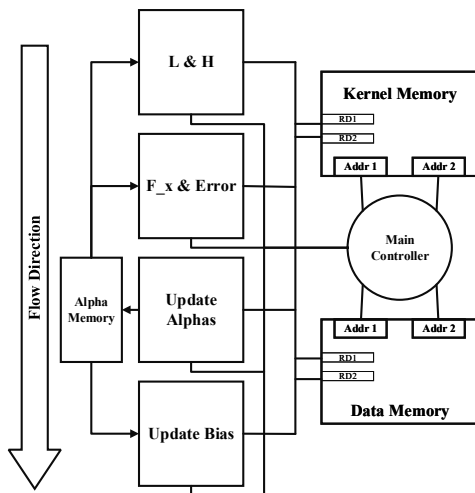 L & H
Kernel Memory
RD1
RD2
Addr 1
Addr 2
F_x & Error
Main
Controller
Flow Direction
Alpha
Memory
Update
Alphas
Addr 1
Addr 2
RD1
RD2
Update Bias
Data Memory